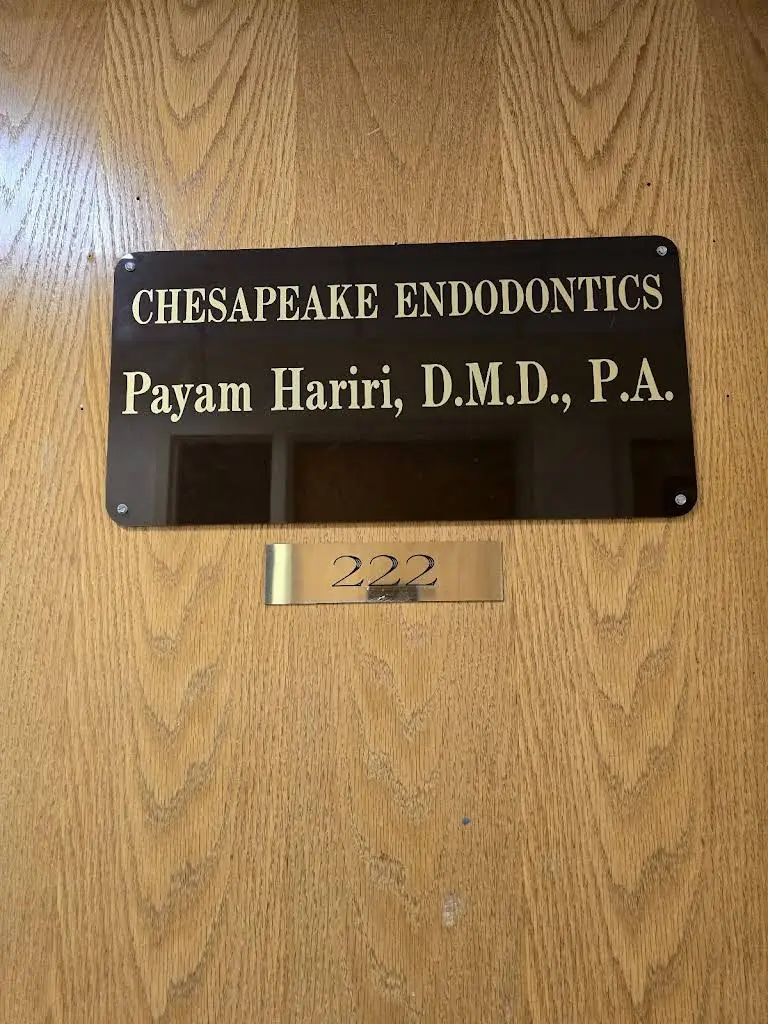 CHESAPEAKE ENDODONTICS
Payam Hariri, D.M.D., P.A.
222